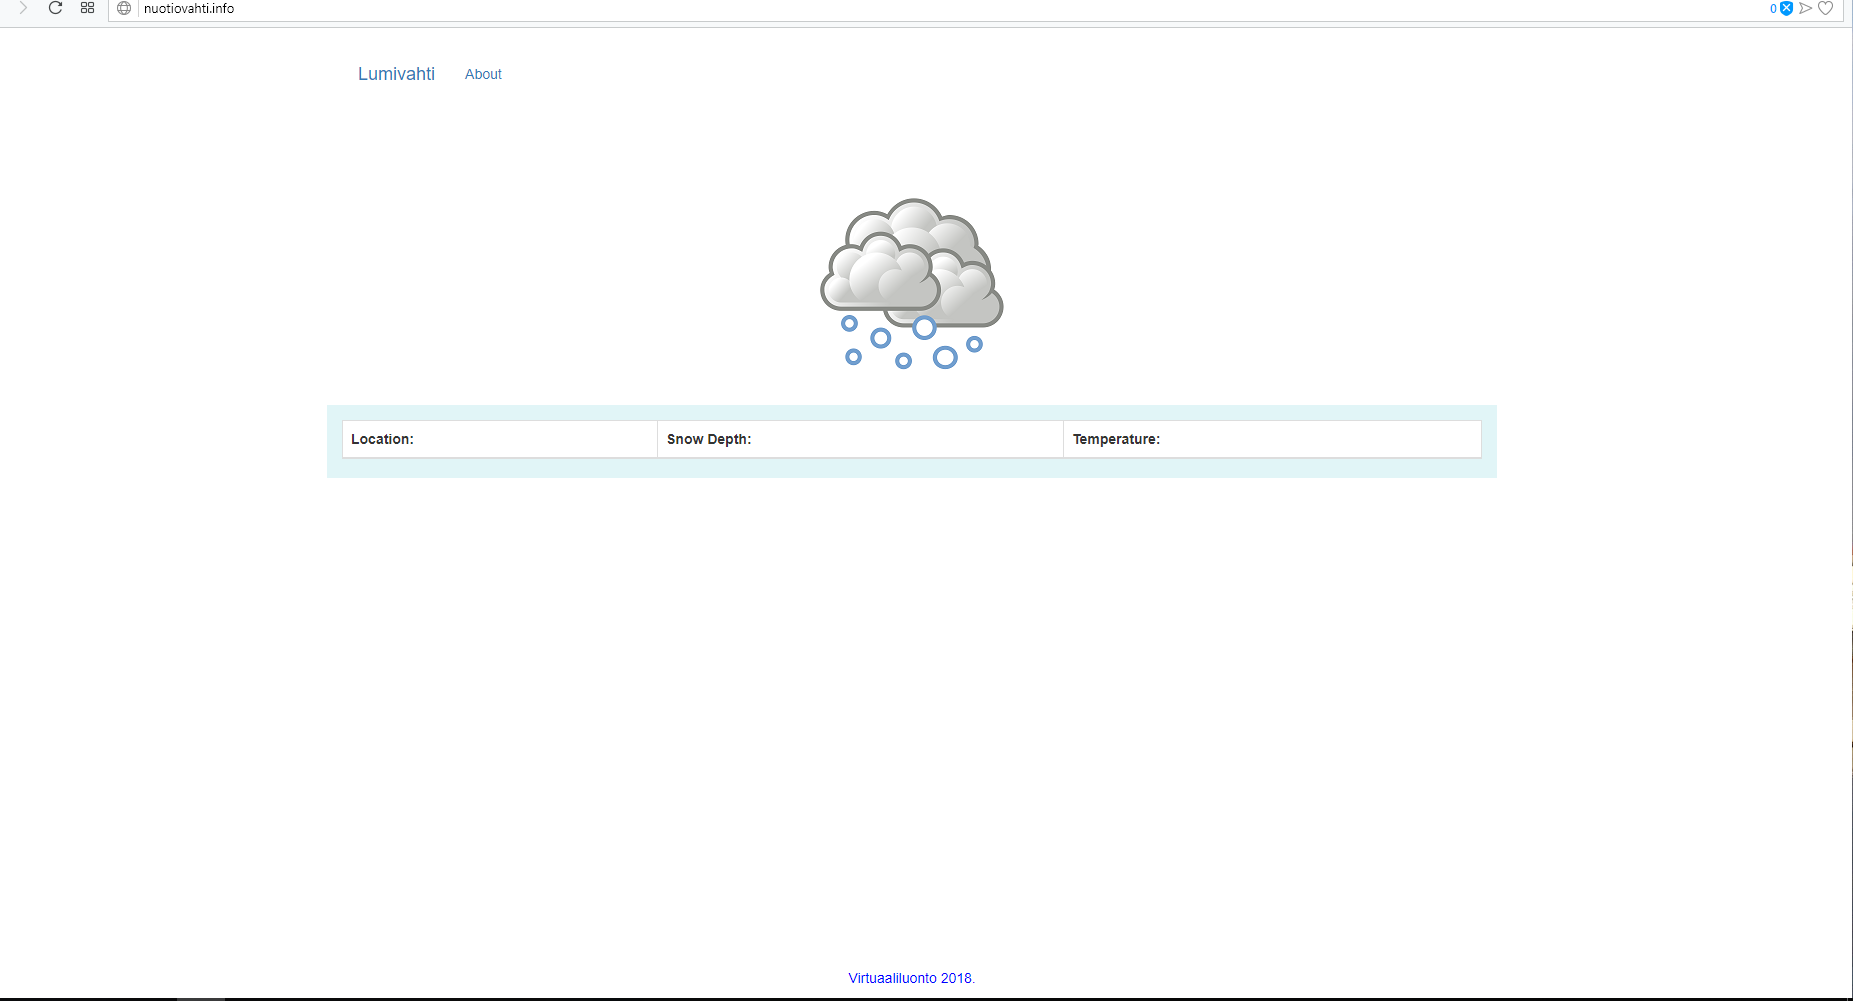 nuotiovahti.info
0
Lumivahti About
Location: Snow Depth: Temperature:
Virtuaaliluonto 2018.